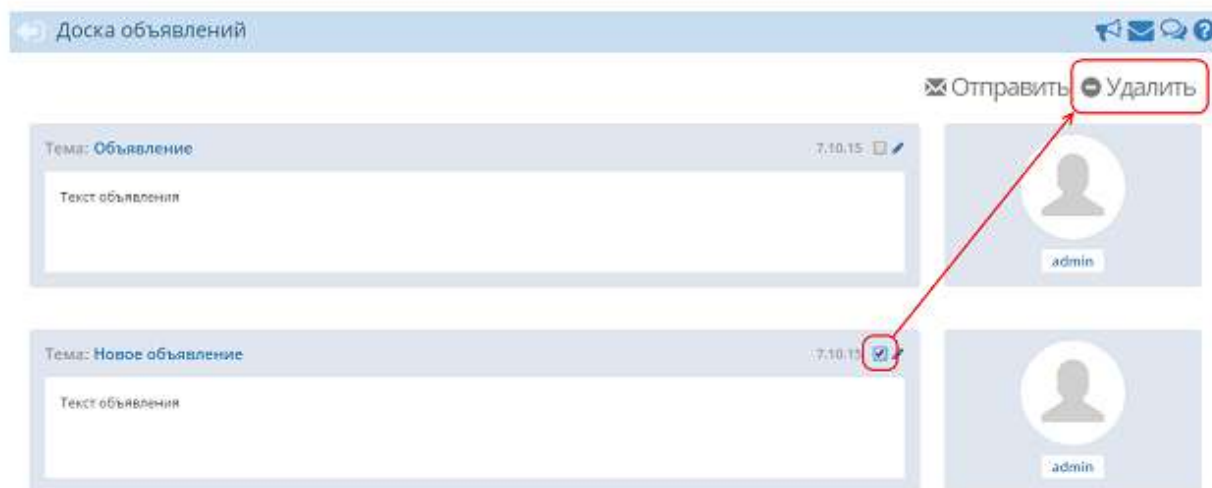 Доска объявлений
Отправить Удалить
Тема: Объявление 7.10.15
Текст объявления
admin
Тема: Новое объявление 7.10.15
Текст объявления
admin